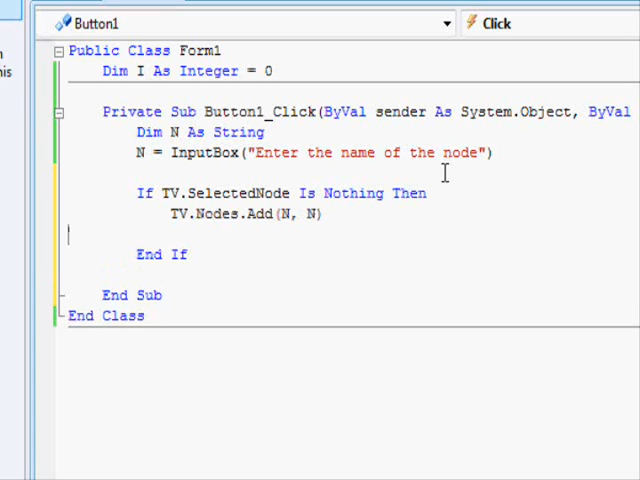 Button1
Click
his
Public Class Form1
Dim I As Integer = 0
Private Sub Button1_Click(ByVal sender As System.Object, ByVal
Dim N As String
N = InputBox("Enter the name of the node")
If TV.SelectedNode Is Nothing Then
TV.Nodes.Add(N, N)
End If
End Sub
End Class